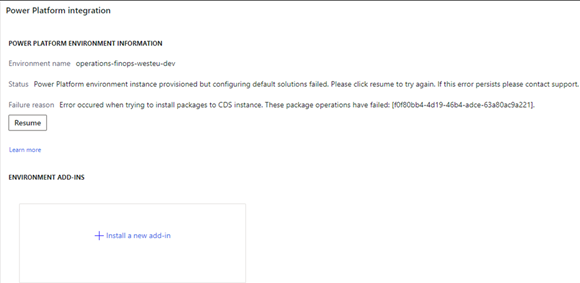 Power Platform integration
POWER PLATFORM ENVIRONMENT INFORMATION
Environment name operations-finops-westeu-dev
Status Power Platform environment instance provisioned but configuring default solutions failed. Please click resume to try again. If this error persists please contact support.
Failure reason Error occured when trying to install packages to CDS instance. These package operations have failed: [f0f80bb4-4d19-46b4-adce-63a80ac9a221].
Resume
Learn more
ENVIRONMENT ADD-INS
+ Install a new add-in